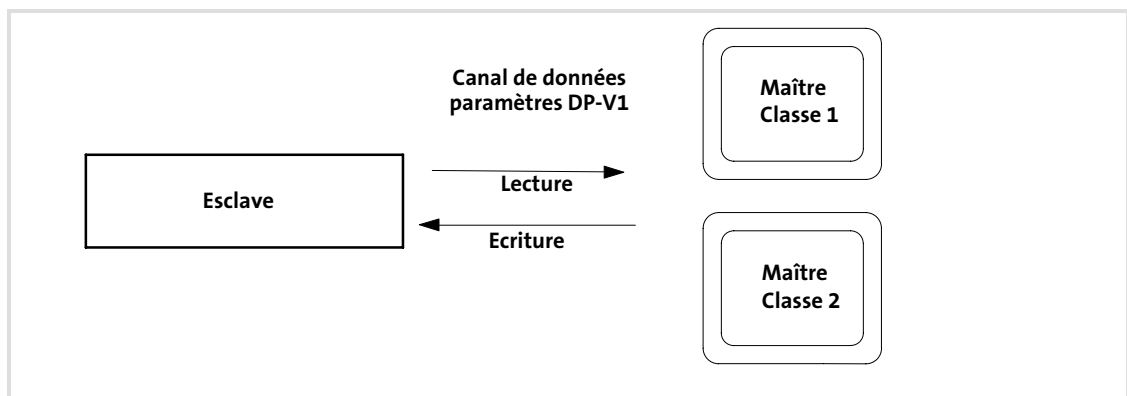 Canal de données
paramètres DP-V1
Maître
Classe 1
Esclave
Lecture
Ecriture
Maître
Classe 2